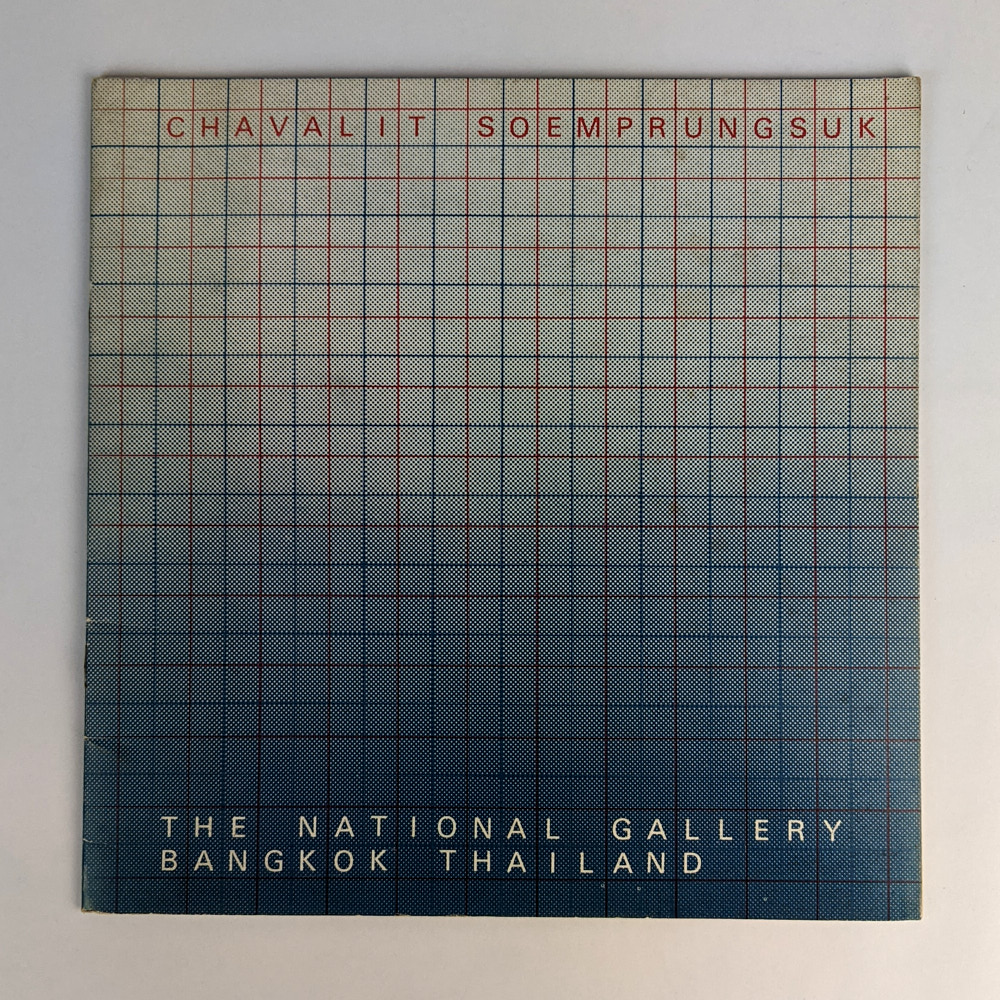 CHAVALIT SOEMPRUNGSUK
THE NATIONAL GALLERY
BANGKOK THAILAND